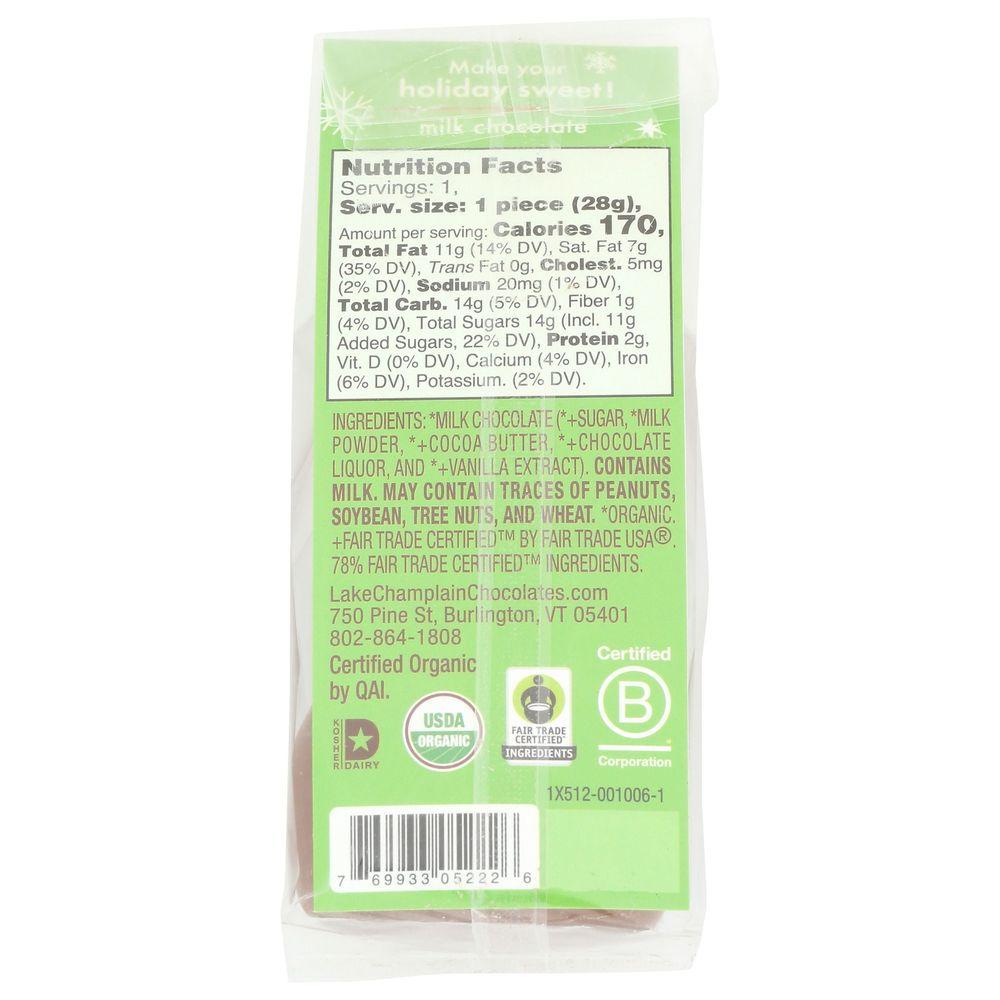 Make your
holiday sweet!
milk chocolate
Nutrition Facts
Servings: 1,
Serv. size: 1 piece (28g),
Amount per serving: Calories 170,
Total Fat 11g (14% DV), Sat. Fat 7g
(35% DV), Trans Fat 0g, Cholest. 5mg
(2% DV), Sodium 20mg (1% DV),
Total Carb. 14g (5% DV), Fiber 1g
(4% DV), Total Sugars 14g (Incl. 11g
Added Sugars, 22% DV), Protein 2g,
Vit. D (0% DV), Calcium (4% DV), Iron
(6% DV), Potassium. (2% DV).
INGREDIENTS: *MILK CHOCOLATE (*+SUGAR, *MILK
POWDER, *+COCOA BUTTER, *+CHOCOLATE
LIQUOR, AND *+VANILLA EXTRACT). CONTAINS
MILK. MAY CONTAIN TRACES OF PEANUTS,
SOYBEAN, TREE NUTS, AND WHEAT. *ORGANIC.
+FAIR TRADE CERTIFIED™ BY FAIR TRADE USA®.
78% FAIR TRADE CERTIFIED™ INGREDIENTS.
LakeChamplainChocolates.com
750 Pine St, Burlington, VT 05401
802-864-1808
Certified Organic
by QAI.
KOSHER
D
DAIRY
USDA
ORGANIC
FAIR TRADE
CERTIFIED™
INGREDIENTS
Certified
B
™
Corporation
1X512-001006-1
7 69933 05222 6